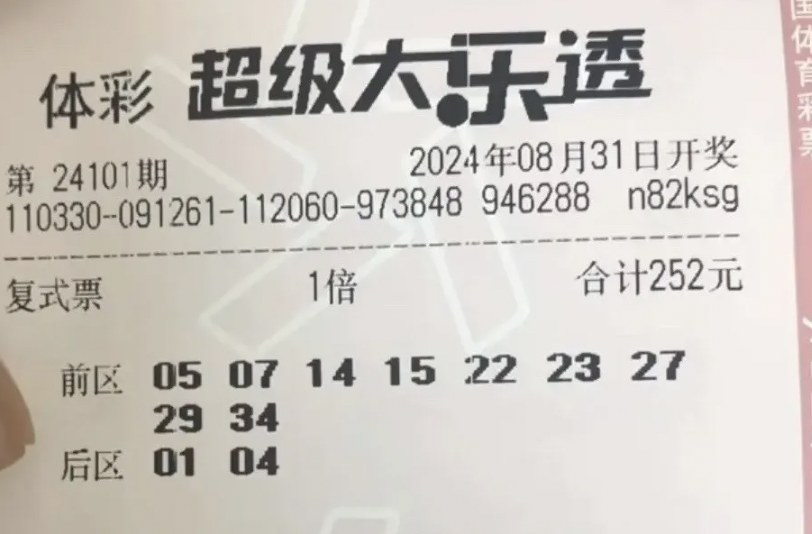 体彩 超级大乐透
第 24101期 2024年08月31日开奖
110330-091261-112060-973848 946288 n82ksg
复式票 1倍 合计252元
前区 05 07 14 15 22 23 27
29 34
后区 01 04
国体育彩票